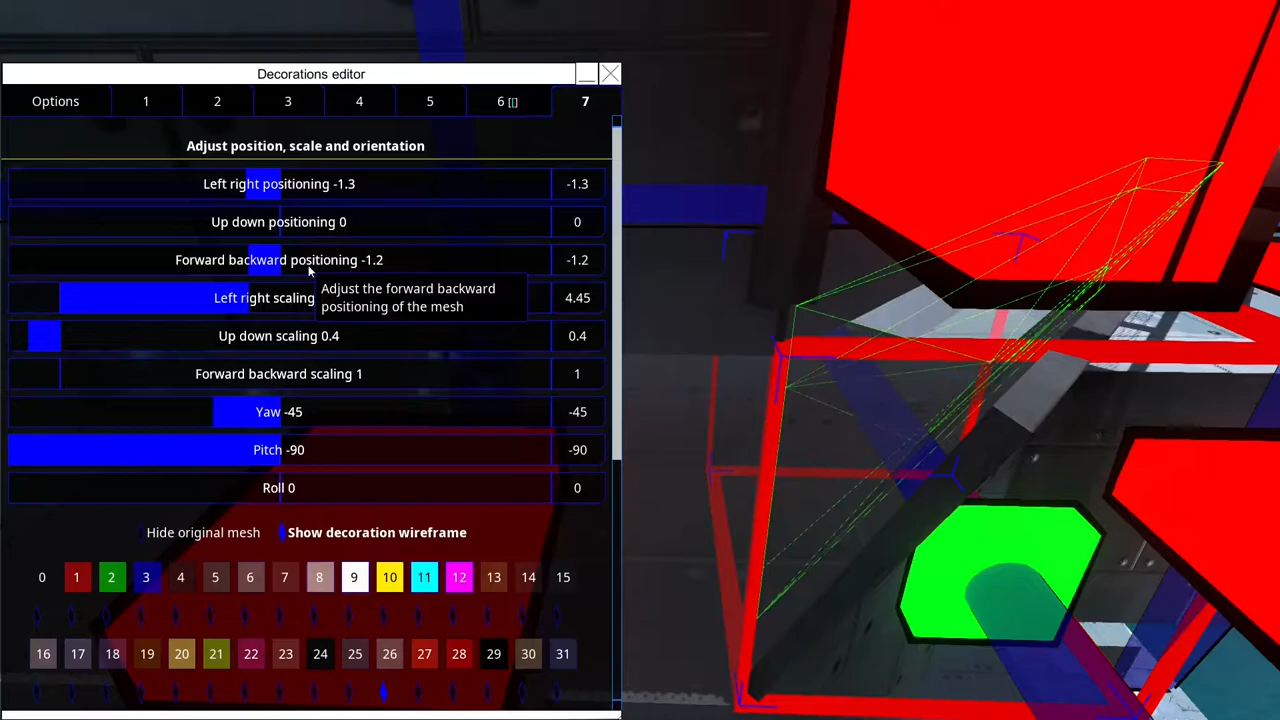 Decorations editor
Options 1 2 3 4 5 6 [[]] 7
Adjust position, scale and orientation
Left right positioning -1.3 -1.3
Up down positioning 0 0
Forward backward positioning -1.2 -1.2
Left right scaling 4.45
Adjust the forward backward
positioning of the mesh
Up down scaling 0.4 0.4
Forward backward scaling 1 1
Yaw -45 -45
Pitch -90 -90
Roll 0 0
Hide original mesh Show decoration wireframe
0 1 2 3 4 5 6 7 8 9 10 11 12 13 14 15
16 17 18 19 20 21 22 23 24 25 26 27 28 29 30 31